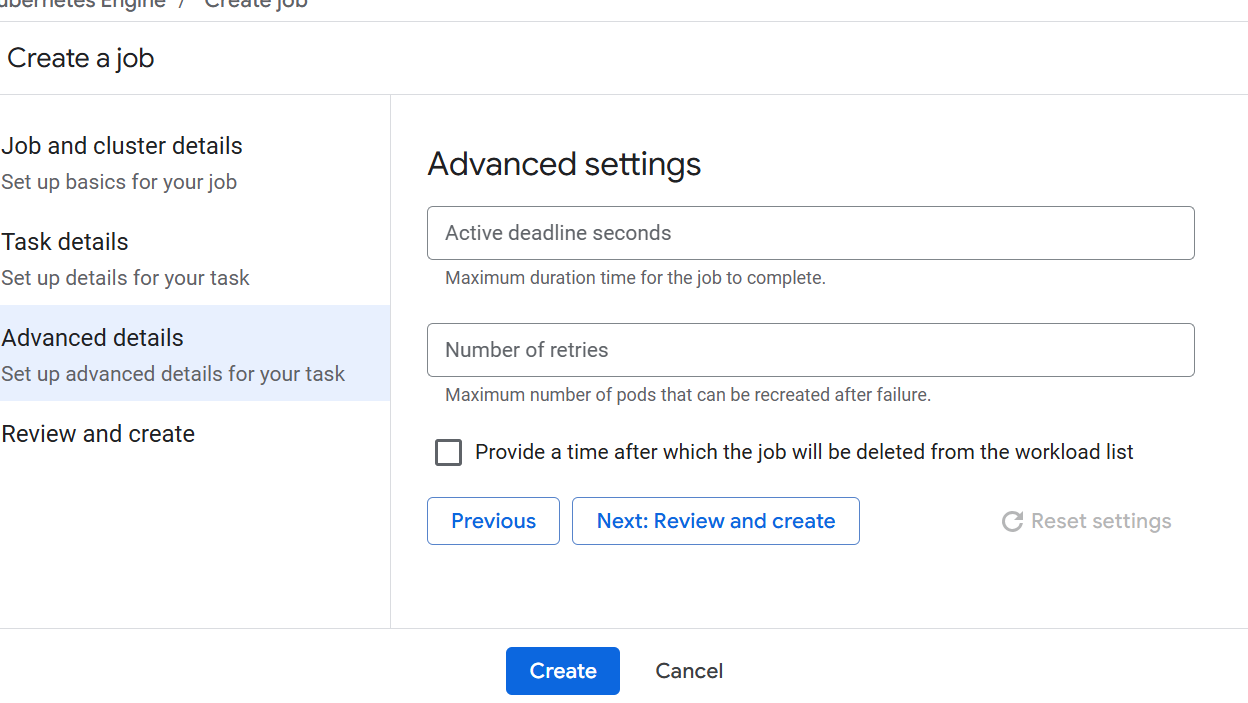 Kubernetes Engine / Create job
Create a job
Job and cluster details
Set up basics for your job
Task details
Set up details for your task
Advanced details
Set up advanced details for your task
Review and create
Advanced settings
Active deadline seconds
Maximum duration time for the job to complete.
Number of retries
Maximum number of pods that can be recreated after failure.
Provide a time after which the job will be deleted from the workload list
Previous
Next: Review and create
Reset settings
Create
Cancel